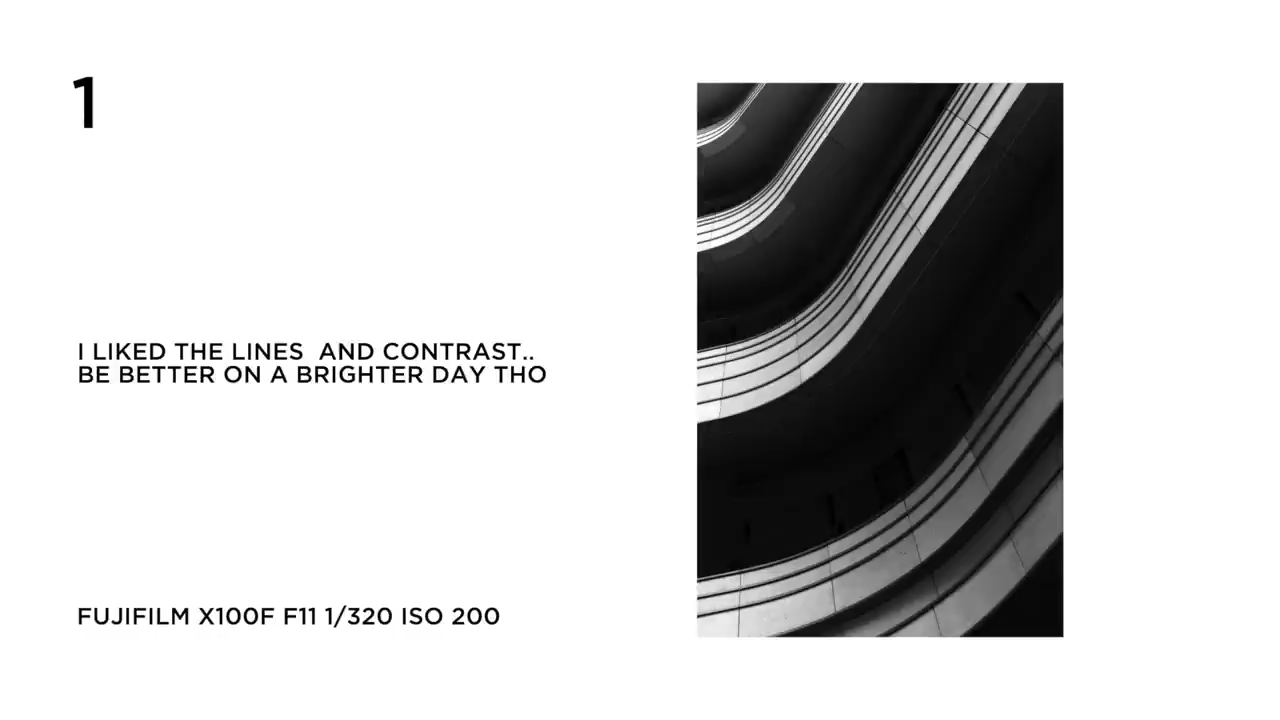 1
I LIKED THE LINES  AND CONTRAST..
BE BETTER ON A BRIGHTER DAY THO
FUJIFILM X100F F11 1/320 ISO 200